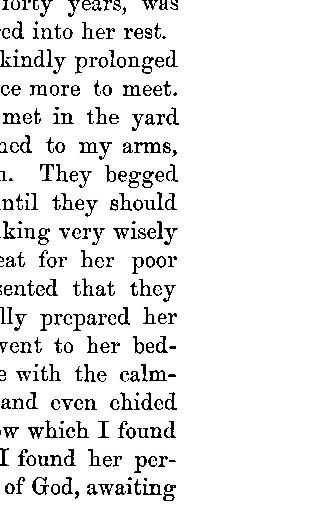 forty years, was
red into her rest.
kindly prolonged
ce more to meet.
met in the yard
ned to my arms,
n. They begged
ntil they should
king very wisely
eat for her poor
sented that they
lly prepared her
went to her bed-
e with the calm-
and even chided
ow which I found
I found her per-
of God, awaiting